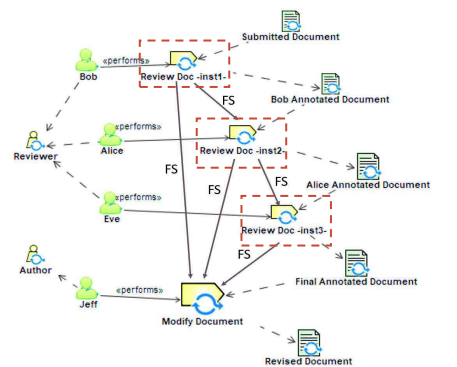 Submitted Document
«performs»
Bob
Review Doc -inst1-
FS
Bob Annotated Document
«performs»
Alice
Review Doc -inst2-
Reviewer
FS
FS
FS
Alice Annotated Document
Eve
Review Doc -inst3-
FS
Author
«performs»
Jeff
Final Annotated Document
Modify Document
Revised Document